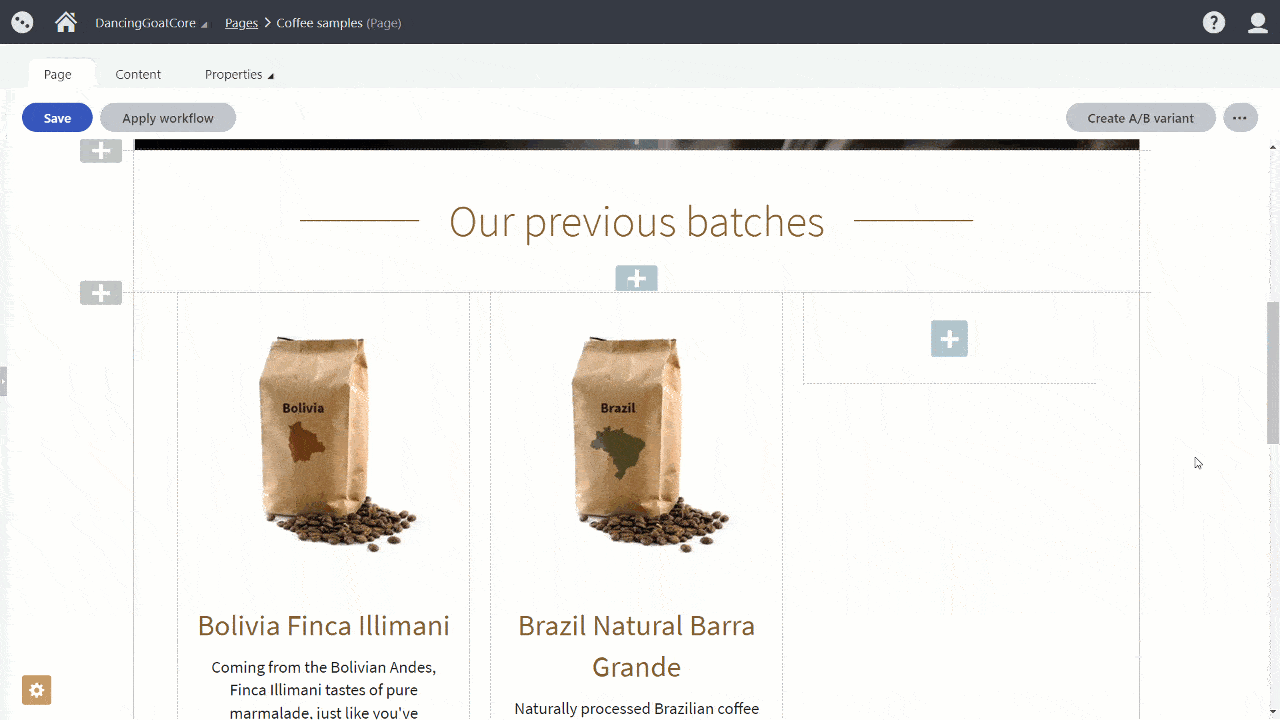 DancingGoatCore Pages Coffee samples (Page) ?
Page Content Properties
Save Apply workflow Create A/B variant ...
Our previous batches
Bolivia Brazil
Bolivia Finca Illimani
Coming from the Bolivian Andes,
Finca Illimani tastes of pure
marmalade, just like you've
Brazil Natural Barra
Grande
Naturally processed Brazilian coffee